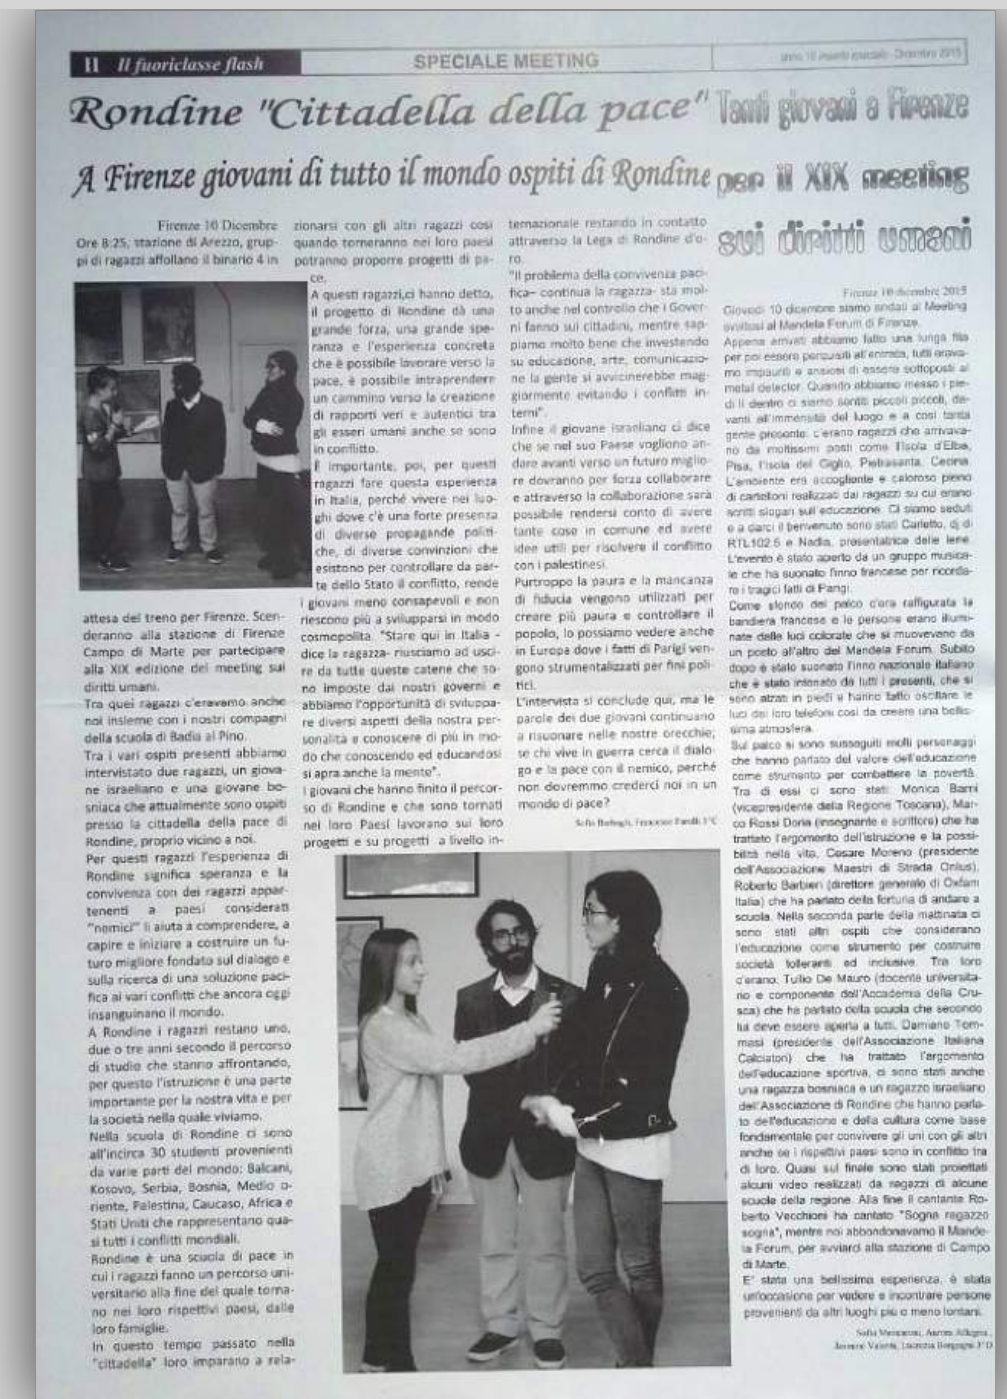 II Il fuoriclasse flash
SPECIALE MEETING
anno 10 inserto speciale - Dicembre 2015
Rondine "Cittadella della pace"
A Firenze giovani di tutto il mondo ospiti di Rondine
Firenze 10 Dicembre
Ore 8:25, stazione di Arezzo, grup-
pi di ragazzi affollano il binario 4 in
attesa del treno per Firenze. Scen-
deranno alla stazione di Firenze
Campo di Marte per partecipare
alla XIX edizione del meeting sui
diritti umani.
Tra quei ragazzi c'eravamo anche
noi insieme con i nostri compagni
della scuola di Badia al Pino.
Tra i vari ospiti presenti abbiamo
intervistato due ragazzi, un giova-
ne israeliano e una giovane bo-
sniaca che attualmente sono ospiti
presso la cittadella della pace di
Rondine, proprio vicino a noi.
Per questi ragazzi l'esperienza di
Rondine significa speranza e la
convivenza con dei ragazzi appar-
tenenti a paesi considerati
"nemici" li aiuta a comprendere, a
capire e iniziare a costruire un fu-
turo migliore fondato sul dialogo e
sulla ricerca di una soluzione paci-
fica ai vari conflitti che ancora oggi
insanguinano il mondo.
A Rondine i ragazzi restano uno,
due o tre anni secondo il percorso
di studio che stanno affrontando,
per questo l'istruzione è una parte
importante per la nostra vita e per
la società nella quale viviamo.
Nella scuola di Rondine ci sono
all'incirca 30 studenti provenienti
da varie parti del mondo: Balcani,
Kosovo, Serbia, Bosnia, Medio o-
riente, Palestina, Caucaso, Africa e
Stati Uniti che rappresentano qua-
si tutti i conflitti mondiali.
Rondine è una scuola di pace in
cui i ragazzi fanno un percorso uni-
versitario alla fine del quale torna-
no nei loro rispettivi paesi, dalle
loro famiglie.
In questo tempo passato nella
"cittadella" loro imparano a rela-
zionarsi con gli altri ragazzi così
quando torneranno nei loro paesi
potranno proporre progetti di pa-
ce.
A questi ragazzi,ci hanno detto,
il progetto di Rondine dà una
grande forza, una grande spe-
ranza e l'esperienza concreta
che è possibile lavorare verso la
pace, è possibile intraprendere
un cammino verso la creazione
di rapporti veri e autentici tra
gli esseri umani anche se sono
in conflitto.
È importante, poi, per questi
ragazzi fare questa esperienza
in Italia, perché vivere nei luo-
ghi dove c'è una forte presenza
di diverse propagande politi-
che, di diverse convinzioni che
esistono per controllare da par-
te dello Stato il conflitto, rende
i giovani meno consapevoli e non
riescono più a svilupparsi in modo
cosmopolita. "Stare qui in Italia -
dice la ragazza- riusciamo ad usci-
re da tutte queste catene che so-
no imposte dai nostri governi e
abbiamo l'opportunità di sviluppa-
re diversi aspetti della nostra per-
sonalità e conoscere di più in mo-
do che conoscendo ed educandosi
si apra anche la mente".
I giovani che hanno finito il percor-
so di Rondine e che sono tornati
nei loro Paesi lavorano sui loro
progetti e su progetti a livello in-
ternazionale restando in contatto
attraverso la Lega di Rondine d'o-
ro.
"Il problema della convivenza paci-
fica– continua la ragazza- sta mol-
to anche nel controllo che i Gover-
ni fanno sui cittadini, mentre sap-
piamo molto bene che investendo
su educazione, arte, comunicazio-
ne la gente si avvicinerebbe mag-
giormente evitando i conflitti in-
terni".
Infine il giovane israeliano ci dice
che se nel suo Paese vogliono an-
dare avanti verso un futuro miglio-
re dovranno per forza collaborare
e attraverso la collaborazione sarà
possibile rendersi conto di avere
tante cose in comune ed avere
idee utili per risolvere il conflitto
con i palestinesi.
Purtroppo la paura e la mancanza
di fiducia vengono utilizzati per
creare più paura e controllare il
popolo, lo possiamo vedere anche
in Europa dove i fatti di Parigi ven-
gono strumentalizzati per fini poli-
tici.
L'intervista si conclude qui, ma le
parole dei due giovani continuano
a risuonare nelle nostre orecchie;
se chi vive in guerra cerca il dialo-
go e la pace con il nemico, perché
non dovremmo crederci noi in un
mondo di pace?
Sofia Francesco 3°C
Tanti giovani a Firenze
per il XIX meeting
sui diritti umani
Firenze 10 dicembre 2015
Giovedì 10 dicembre siamo andati al Meeting
svoltosi al Mandela Forum di Firenze.
Appena arrivati abbiamo fatto una lunga fila
per poi essere perquisiti all'entrata, tutti erava-
mo impauriti e ansiosi di essere sottoposti al
metal detector. Quando abbiamo messo i pie-
di lì dentro ci siamo sentiti piccoli piccoli, da-
vanti all'immensità del luogo e a così tanta
gente presente: c'erano ragazzi che arrivava-
no da moltissimi posti come l'isola d'Elba,
Pisa, l'isola del Giglio, Pietrasanta, Cecina.
L'ambiente era accogliente e caloroso pieno
di cartelloni realizzati dai ragazzi su cui erano
scritti slogan sull'educazione. Ci siamo seduti
e a darci il benvenuto sono stati Carletto, dj di
RTL102.5 e Nadia, presentatrice delle Iene.
L'evento è stato aperto da un gruppo musica-
le che ha suonato l'inno francese per ricorda-
re i tragici fatti di Parigi.
Come sfondo del palco c'era raffigurata la
bandiera francese e le persone erano illumi-
nate dalle luci colorate che si muovevano da
un posto all'altro del Mandela Forum. Subito
dopo è stato suonato l'inno nazionale italiano
che è stato intonato da tutti i presenti, che si
sono alzati in piedi e hanno fatto oscillare le
luci dei loro telefoni così da creare una bellis-
sima atmosfera.
Sul palco si sono susseguiti molti personaggi
che hanno parlato del valore dell'educazione
come strumento per combattere la povertà.
Tra di essi ci sono stati: Monica Barni
(vicepresidente della Regione Toscana), Mar-
co Rossi Doria (insegnante e scrittore) che ha
trattato l'argomento dell'istruzione e la possi-
bilità nella vita, Cesare Moreno (presidente
dell'Associazione Maestri di Strada Onlus),
Roberto Barbieri (direttore generale di Oxfam
Italia) che ha parlato della fortuna di andare a
scuola. Nella seconda parte della mattinata ci
sono stati altri ospiti che considerano
l'educazione come strumento per costruire
società tolleranti ed inclusive. Tra loro
c'erano: Tullio De Mauro (docente universita-
rio e componente dell'Accademia della Cru-
sca) che ha parlato della scuola che secondo
lui deve essere aperta a tutti, Damiano Tom-
masi (presidente dell'Associazione Italiana
Calciatori) che ha trattato l'argomento
dell'educazione sportiva, ci sono stati anche
una ragazza bosniaca e un ragazzo israeliano
dell'Associazione di Rondine che hanno parla-
to dell'educazione e della cultura come base
fondamentale per convivere gli uni con gli altri
anche se i rispettivi paesi sono in conflitto tra
di loro. Quasi sul finale sono stati proiettati
alcuni video realizzati da ragazzi di alcune
scuole della regione. Alla fine il cantante Ro-
berto Vecchioni ha cantato "Sogna ragazzo
sogna", mentre noi abbondonavamo il Mande-
la Forum, per avviarci alla stazione di Campo
di Marte.
E' stata una bellissima esperienza, è stata
un'occasione per vedere e incontrare persone
provenienti da altri luoghi più o meno lontani.
Sofia Aurora
Valenti, Lucrezia 3°D